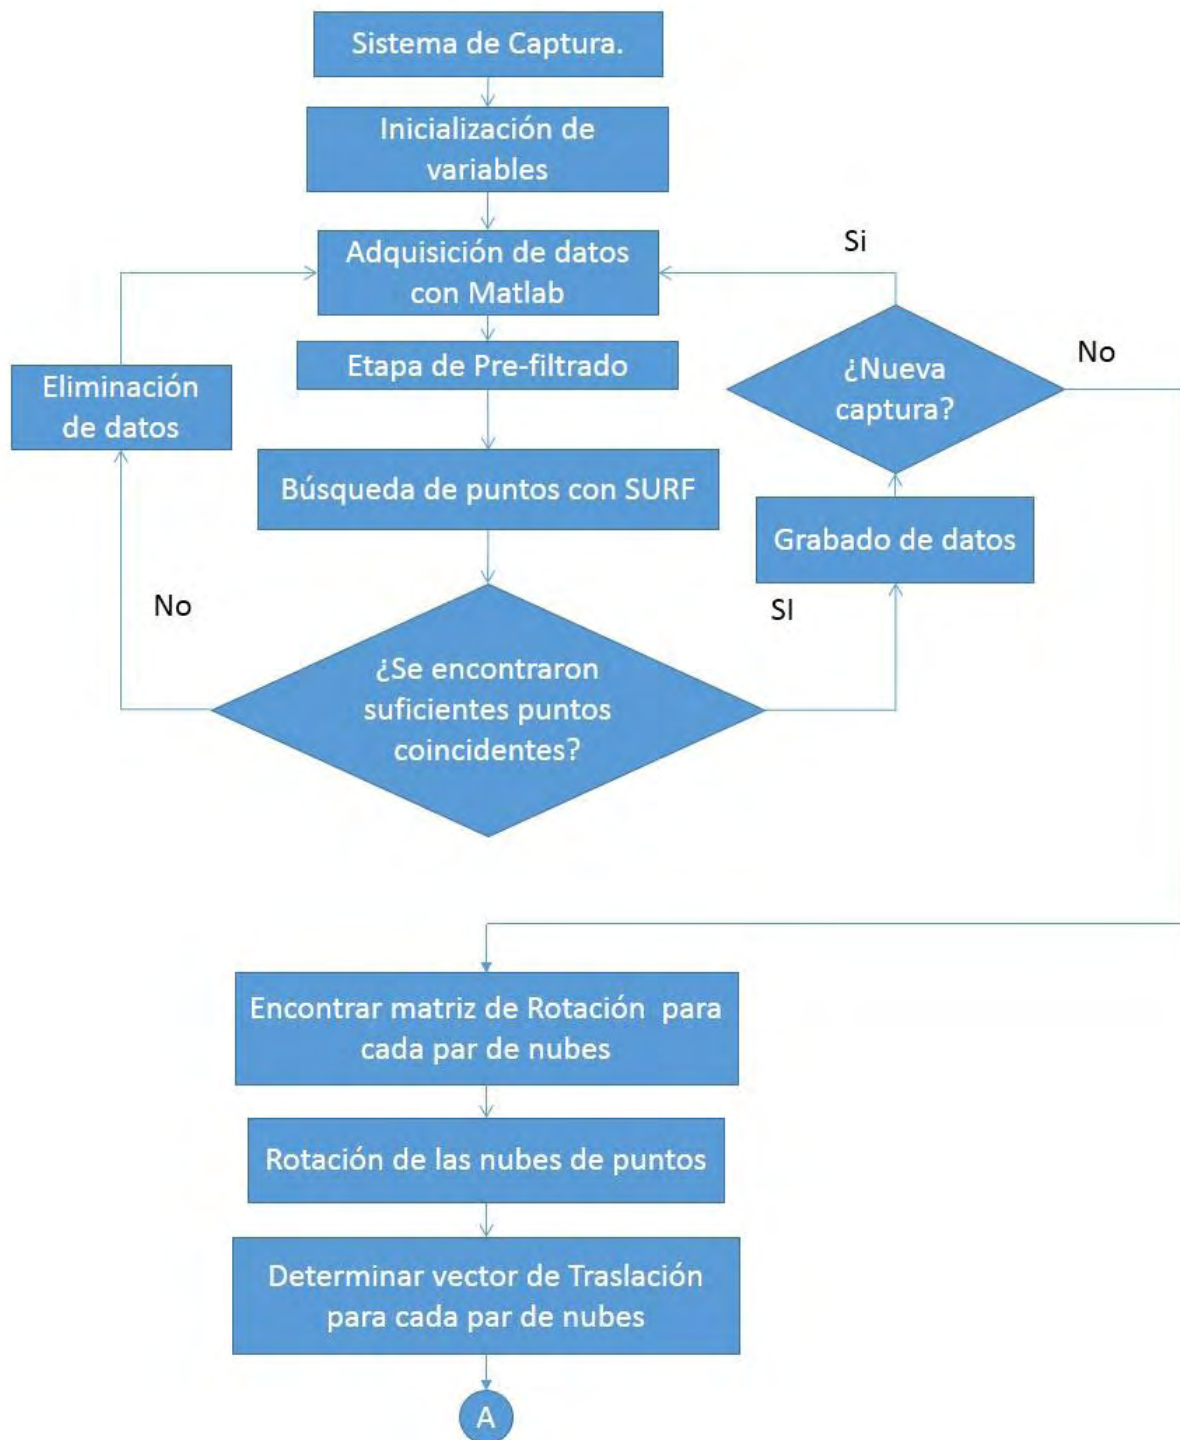 Sistema de Captura.
Inicialización de
variables
Adquisición de datos
con Matlab
Si
Etapa de Pre-filtrado
Eliminación
de datos
¿Nueva
captura?
No
Búsqueda de puntos con SURF
Grabado de datos
No
SI
¿Se encontraron
suficientes puntos
coincidentes?
Encontrar matriz de Rotación para
cada par de nubes
Rotación de las nubes de puntos
Determinar vector de Traslación
para cada par de nubes
A